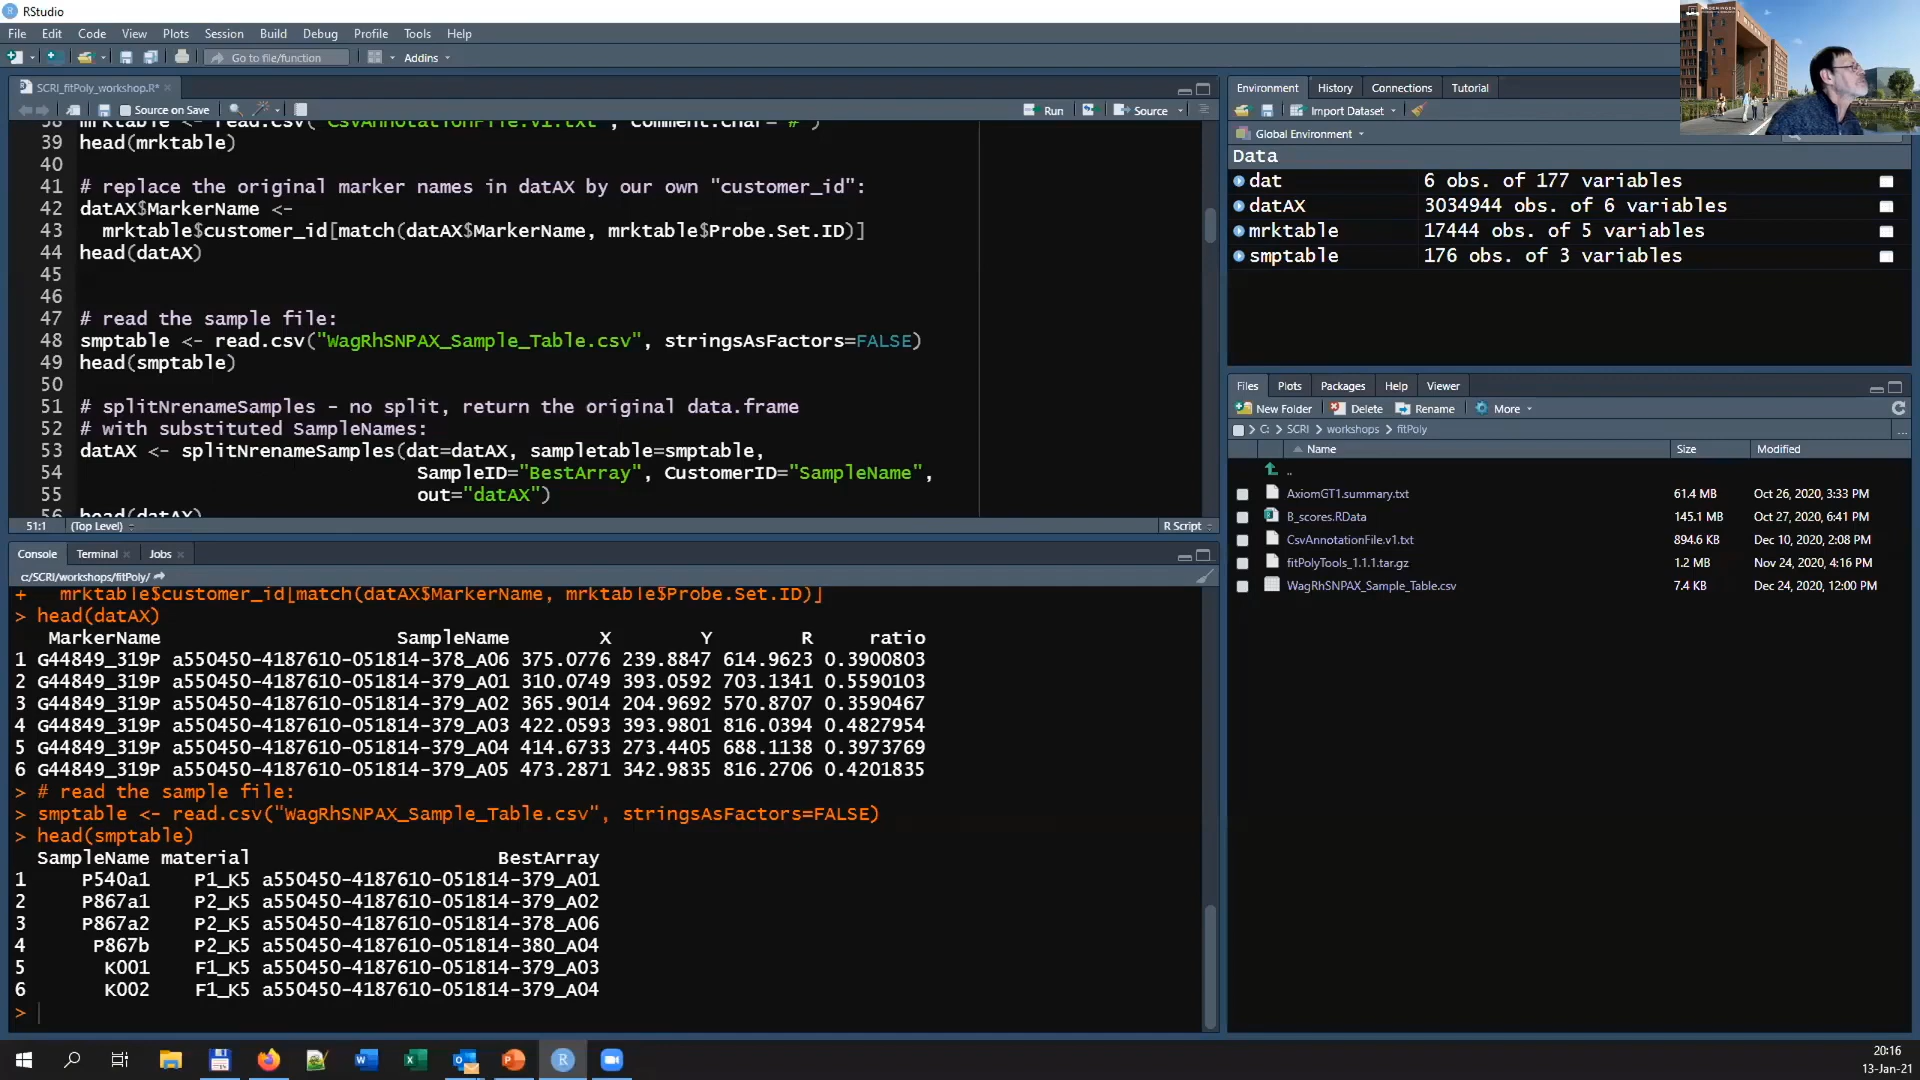 RStudio
File Edit Code View Plots Session Build Debug Profile Tools Help
Go to file/function Addins
SCRI_fitPoly_workshop.R*
Source on Save Run Source
39 head(mrktable)
40
41 # replace the original marker names in datAX by our own "customer_id":
42 datAX$MarkerName <-
43 mrktable$customer_id[match(datAX$MarkerName, mrktable$Probe.Set.ID)]
44 head(datAX)
45
46
47 # read the sample file:
48 smptable <- read.csv("WagRhSNPAX_Sample_Table.csv", stringsAsFactors=FALSE)
49 head(smptable)
50
51 # splitNrenameSamples - no split, return the original data.frame
52 # with substituted SampleNames:
53 datAX <- splitNrenameSamples(dat=datAX, sampletable=smptable,
54 SampleID="BestArray", CustomerID="SampleName",
55 out="datAX")
56 head(datAX)
51:1 (Top Level) R Script
Console Terminal Jobs
c:/SCRI/workshops/fitPoly/
+ mrktable$customer_id[match(datAX$MarkerName, mrktable$Probe.Set.ID)]
> head(datAX)
MarkerName SampleName X Y R ratio
1 G44849_319P a550450-4187610-051814-378_A06 375.0776 239.8847 614.9623 0.3900803
2 G44849_319P a550450-4187610-051814-379_A01 310.0749 393.0592 703.1341 0.5590103
3 G44849_319P a550450-4187610-051814-379_A02 365.9014 204.9692 570.8707 0.3590467
4 G44849_319P a550450-4187610-051814-379_A03 422.0593 393.9801 816.0394 0.4827954
5 G44849_319P a550450-4187610-051814-379_A04 414.6733 273.4405 688.1138 0.3973769
6 G44849_319P a550450-4187610-051814-379_A05 473.2871 342.9835 816.2706 0.4201835
> # read the sample file:
> smptable <- read.csv("WagRhSNPAX_Sample_Table.csv", stringsAsFactors=FALSE)
> head(smptable)
SampleName material BestArray
1 P540a1 P1_K5 a550450-4187610-051814-379_A01
2 P867a1 P2_K5 a550450-4187610-051814-379_A02
3 P867a2 P2_K5 a550450-4187610-051814-378_A06
4 P867b P2_K5 a550450-4187610-051814-380_A04
5 K001 F1_K5 a550450-4187610-051814-379_A03
6 K002 F1_K5 a550450-4187610-051814-379_A04
>
Environment History Connections Tutorial
Import Dataset
Global Environment
Data
dat 6 obs. of 177 variables
datAX 3034944 obs. of 6 variables
mrktable 17444 obs. of 5 variables
smptable 176 obs. of 3 variables
Files Plots Packages Help Viewer
New Folder Delete Rename More
C: > SCRI > workshops > fitPoly ...
Name Size Modified
..
AxiomGT1.summary.txt 61.4 MB Oct 26, 2020, 3:33 PM
B_scores.RData 145.1 MB Oct 27, 2020, 6:41 PM
CsvAnnotationFile.v1.txt 894.6 KB Dec 10, 2020, 2:08 PM
fitPolyTools_1.1.1.tar.gz 1.2 MB Nov 24, 2020, 4:16 PM
WagRhSNPAX_Sample_Table.csv 7.4 KB Dec 24, 2020, 12:00 PM
20:16
13-Jan-21